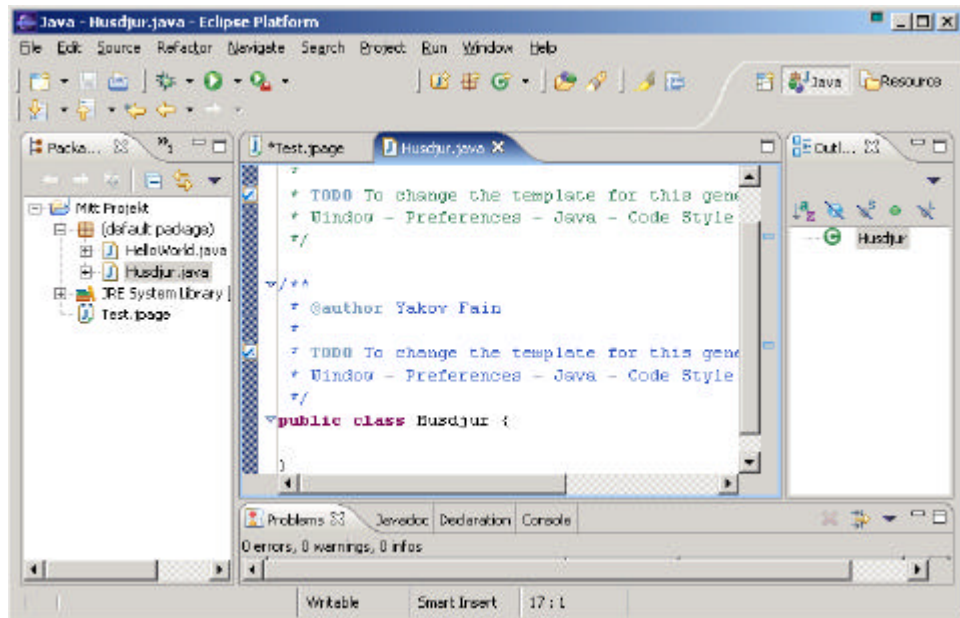 Java - Husdjur.java - Eclipse Platform
File Edit Source Refactor Navigate Search Project Run Window Help
Java Resource
Packa...
Mitt Projekt
(default package)
HelloWorld.java
Husdjur.java
JRE System Library [
Test.jpage
*Test.jpage Husdjur.java
*
* TODO To change the template for this gene
* Window - Preferences - Java - Code Style
*/
/**
* @author Yakov Fain
*
* TODO To change the template for this gene
* Window - Preferences - Java - Code Style
*/
public class Husdjur {
}
Outl...
Husdjur
Problems Javadoc Declaration Console
0 errors, 0 warnings, 0 infos
Writable Smart Insert 17 : 1